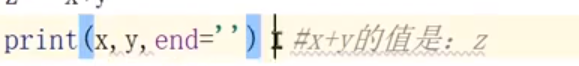 print(x,y,end='') #x+y的值是：z